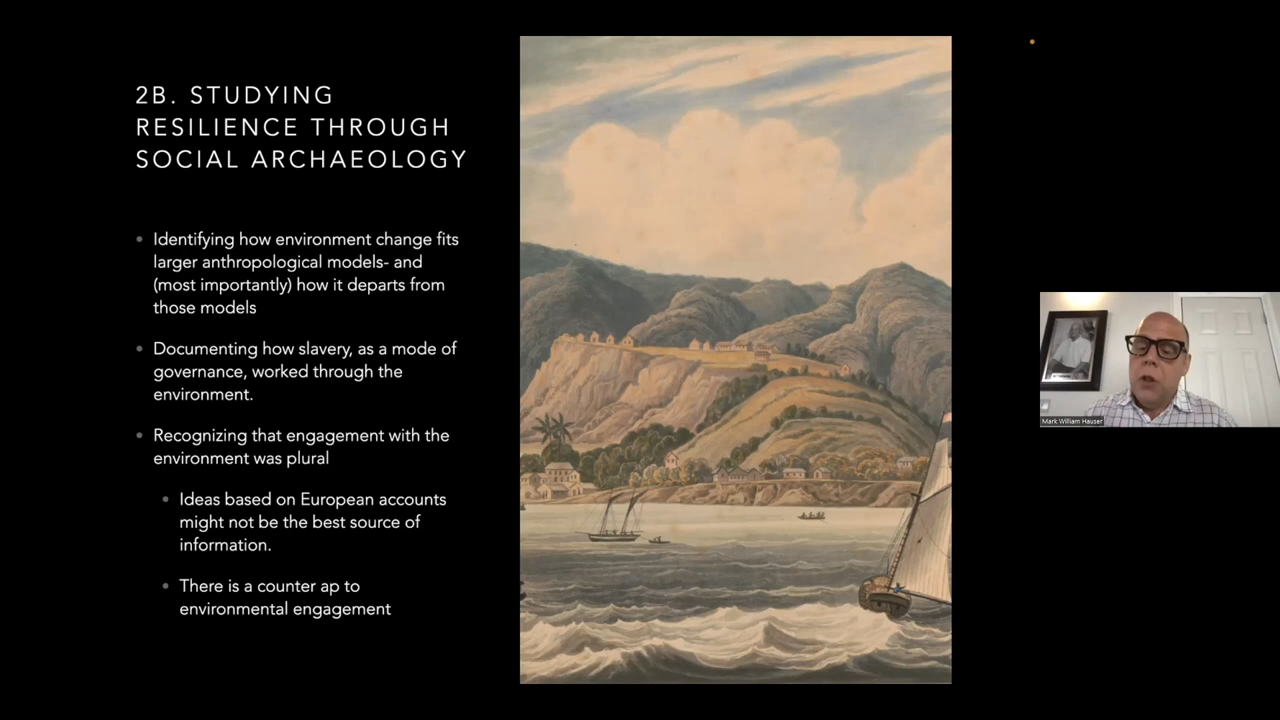 2B. STUDYING
RESILIENCE THROUGH
SOCIAL ARCHAEOLOGY
Identifying how environment change fits
larger anthropological models- and
(most importantly) how it departs from
those models
Documenting how slavery, as a mode of
governance, worked through the
environment.
Recognizing that engagement with the
environment was plural
Ideas based on European accounts
might not be the best source of
information.
There is a counter ap to
environmental engagement
Mark William Hauser